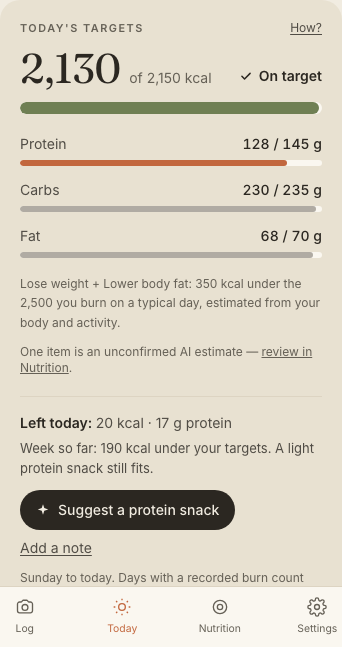 TODAY'S TARGETS
How?
2,130 of 2,150 kcal
On target
Protein
128 / 145 g
Carbs
230 / 235 g
Fat
68 / 70 g
Lose weight + Lower body fat: 350 kcal under the
2,500 you burn on a typical day, estimated from your
body and activity.
One item is an unconfirmed AI estimate — review in
Nutrition.
Left today: 20 kcal · 17 g protein
Week so far: 190 kcal under your targets. A light
protein snack still fits.
Suggest a protein snack
Add a note
Sunday to today. Days with a recorded burn count
Log
Today
Nutrition
Settings